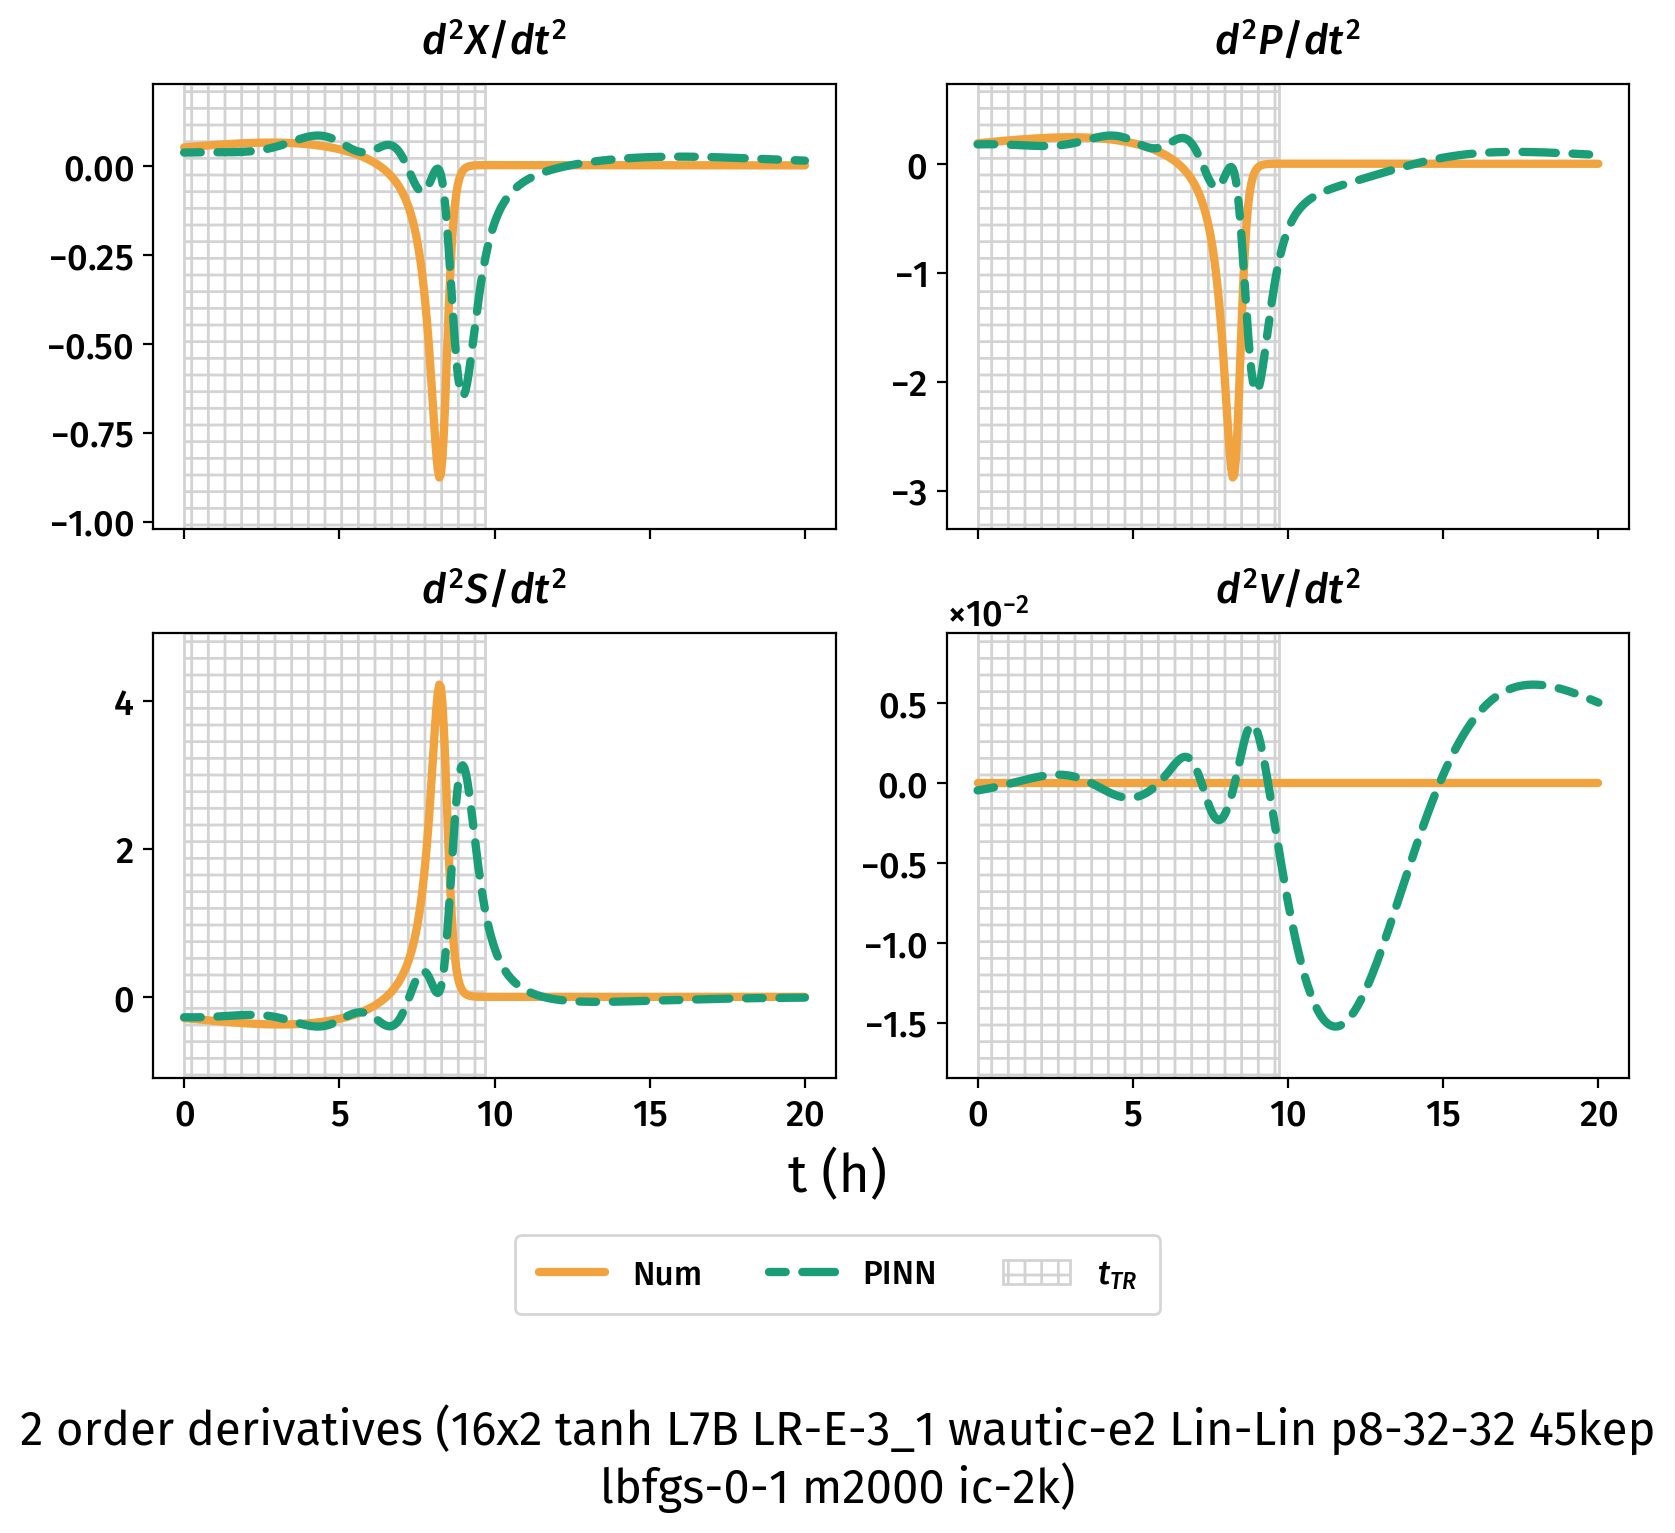 d²X/dt²
d²P/dt²
0.00
−0.25
−0.50
−0.75
−1.00
0
−1
−2
−3
d²S/dt²
d²V/dt²
×10⁻²
4
2
0
0.5
0.0
−0.5
−1.0
−1.5
0 5 10 15 20
0 5 10 15 20
t (h)
Num PINN t_TR
2 order derivatives (16x2 tanh L7B LR-E-3_1 wautic-e2 Lin-Lin p8-32-32 45kep
lbfgs-0-1 m2000 ic-2k)